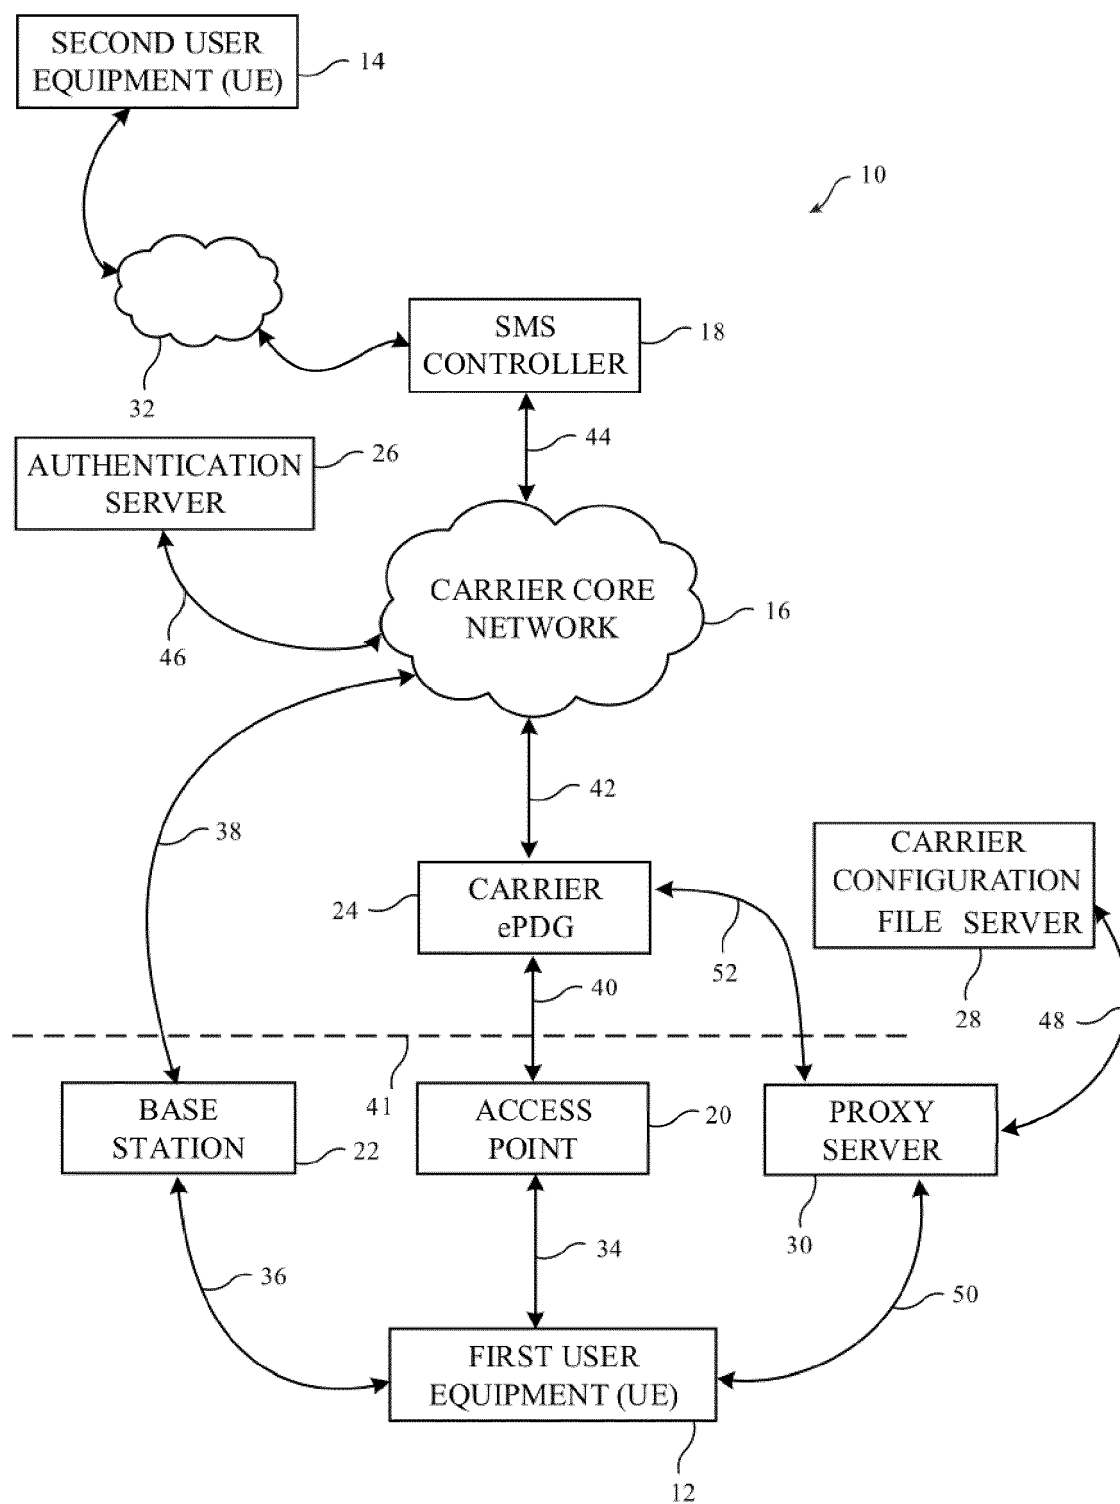 SECOND USER
EQUIPMENT (UE)
14
10
SMS
CONTROLLER
18
32
44
AUTHENTICATION
SERVER
26
CARRIER CORE
NETWORK
16
46
42
38
CARRIER
CONFIGURATION
FILE SERVER
24
CARRIER
ePDG
52
40
28
48
41
BASE
STATION
22
ACCESS
POINT
20
PROXY
SERVER
30
34
36
50
FIRST USER
EQUIPMENT (UE)
12